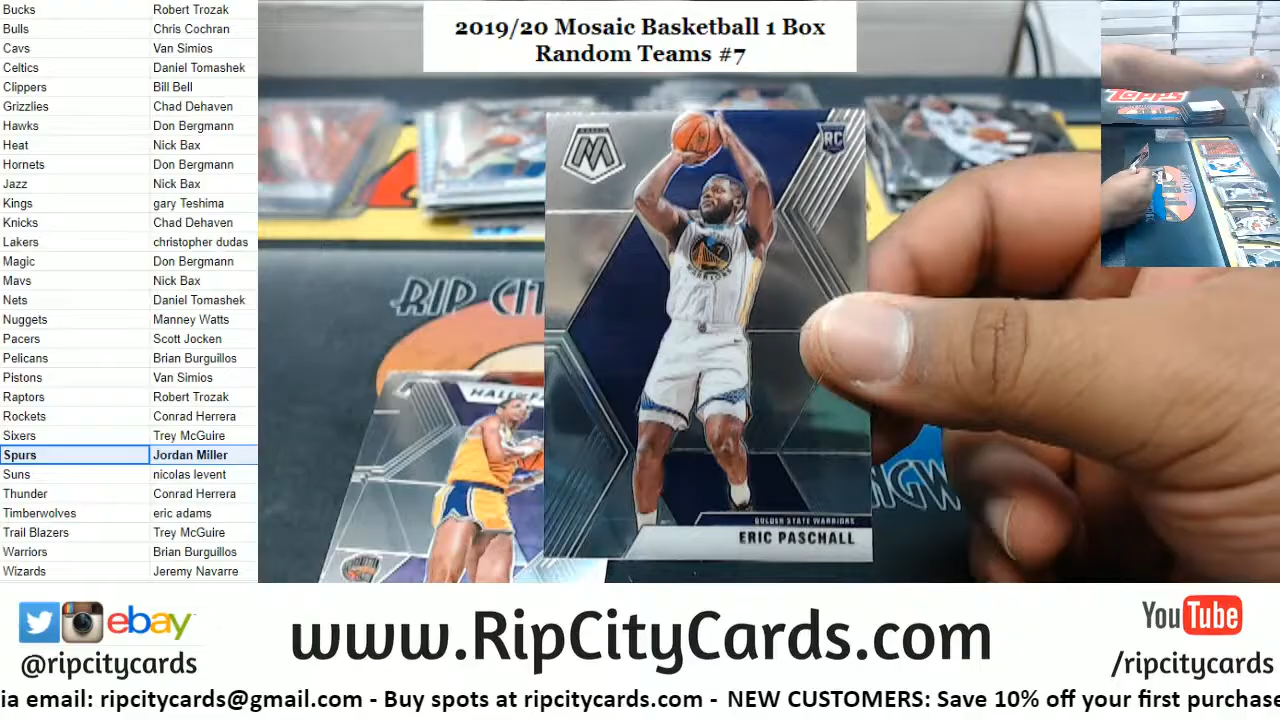 Bucks Robert Trozak
Bulls Chris Cochran
Cavs Van Simios
Celtics Daniel Tomashek
Clippers Bill Bell
Grizzlies Chad Dehaven
Hawks Don Bergmann
Heat Nick Bax
Hornets Don Bergmann
Jazz Nick Bax
Kings gary Teshima
Knicks Chad Dehaven
Lakers christopher dudas
Magic Don Bergmann
Mavs Nick Bax
Nets Daniel Tomashek
Nuggets Manney Watts
Pacers Scott Jocken
Pelicans Brian Burguillos
Pistons Van Simios
Raptors Robert Trozak
Rockets Conrad Herrera
Sixers Trey McGuire
Spurs Jordan Miller
Suns nicolas levent
Thunder Conrad Herrera
Timberwolves eric adams
Trail Blazers Trey McGuire
Warriors Brian Burguillos
Wizards Jeremy Navarre
2019/20 Mosaic Basketball 1 Box
Random Teams #7
M
RC
WARRIORS
7
GOLDEN STATE WARRIORS
ERIC PASCHALL
RIP CIT
HALL
Topps
ebay
@ripcitycards
www.RipCityCards.com
YouTube
/ripcitycards
ia email: ripcitycards@gmail.com - Buy spots at ripcitycards.com - NEW CUSTOMERS: Save 10% off your first purchase